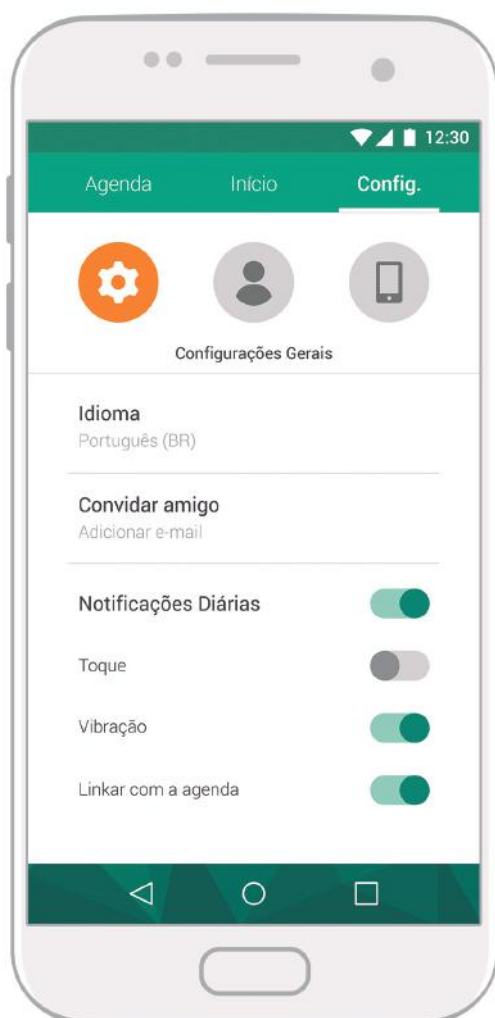 12:30
Agenda Início Config.
Configurações Gerais
Idioma
Português (BR)
Convidar amigo
Adicionar e-mail
Notificações Diárias
Toque
Vibração
Linkar com a agenda